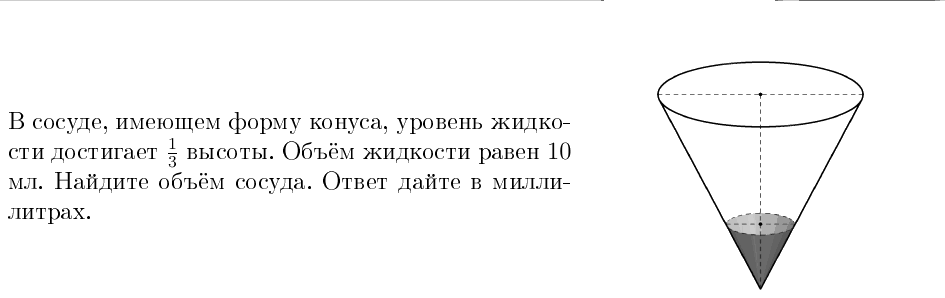 В сосуде, имеющем форму конуса, уровень жидко-
сти достигает 1/3 высоты. Объём жидкости равен 10
мл. Найдите объём сосуда. Ответ дайте в милли-
литрах.